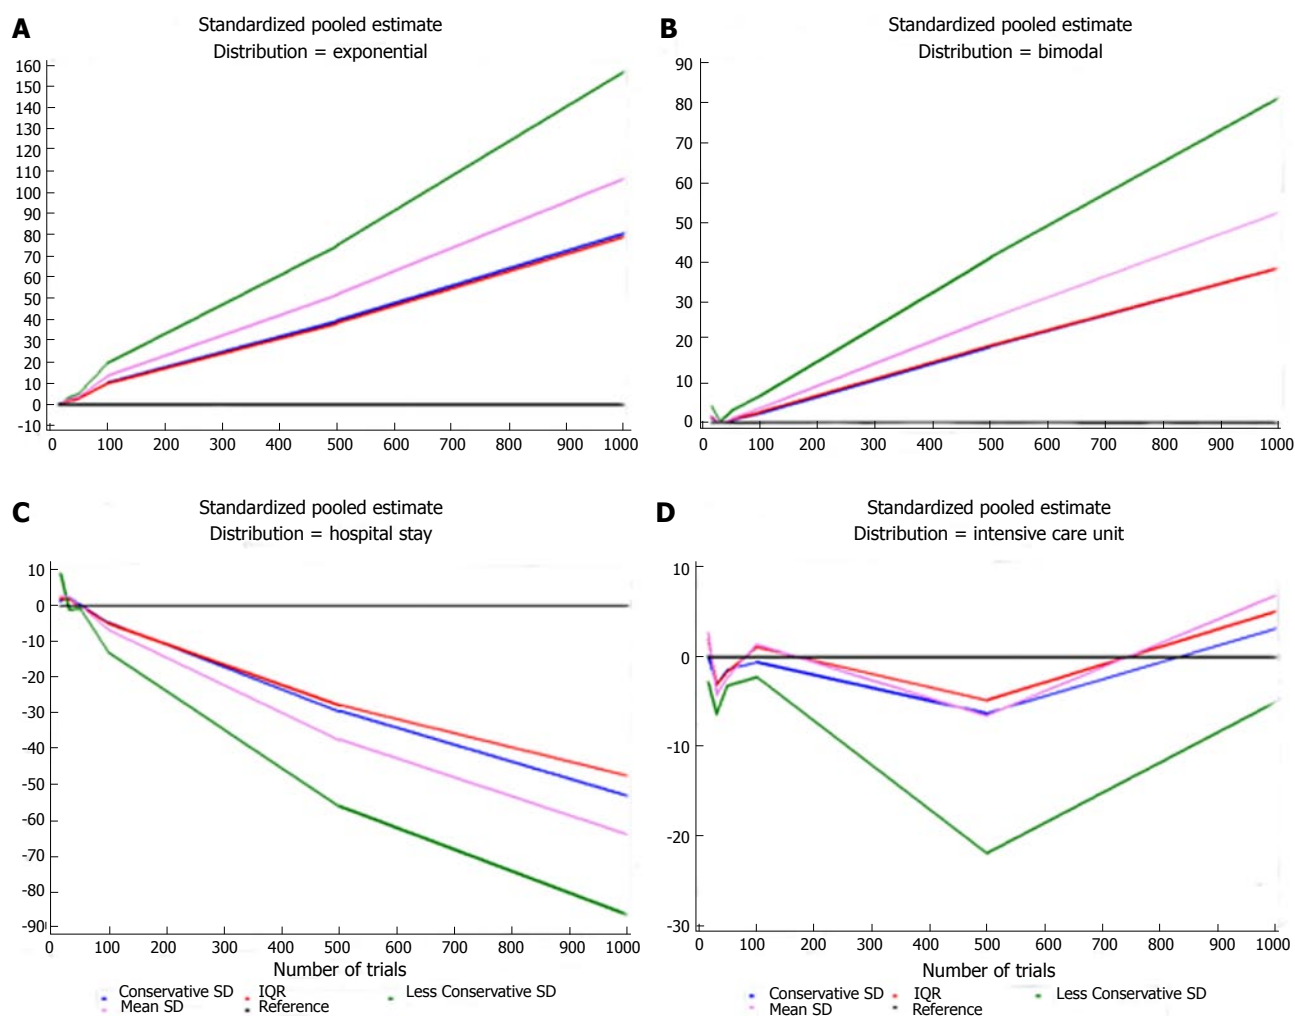 A
Standardized pooled estimate
Distribution = exponential
160
150
140
130
120
110
100
90
80
70
60
50
40
30
20
10
0
-10
0 100 200 300 400 500 600 700 800 900 1000
B
Standardized pooled estimate
Distribution = bimodal
90
80
70
60
50
40
30
20
10
0
0 100 200 300 400 500 600 700 800 900 1000
C
Standardized pooled estimate
Distribution = hospital stay
10
0
-10
-20
-30
-40
-50
-60
-70
-80
-90
0 100 200 300 400 500 600 700 800 900 1000
Number of trials
Conservative SD IQR Less Conservative SD
Mean SD Reference
D
Standardized pooled estimate
Distribution = intensive care unit
10
0
-10
-20
-30
0 100 200 300 400 500 600 700 800 900 1000
Number of trials
Conservative SD IQR Less Conservative SD
Mean SD Reference